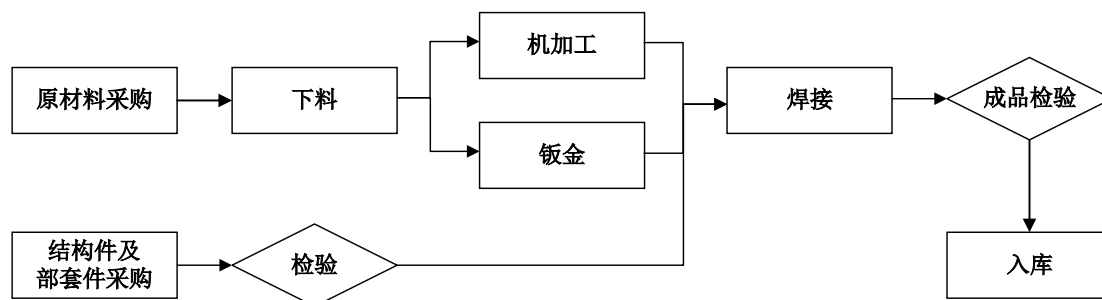 机加工
原材料采购
下料
焊接
成品检验
钣金
结构件及
部套件采购
检验
入库